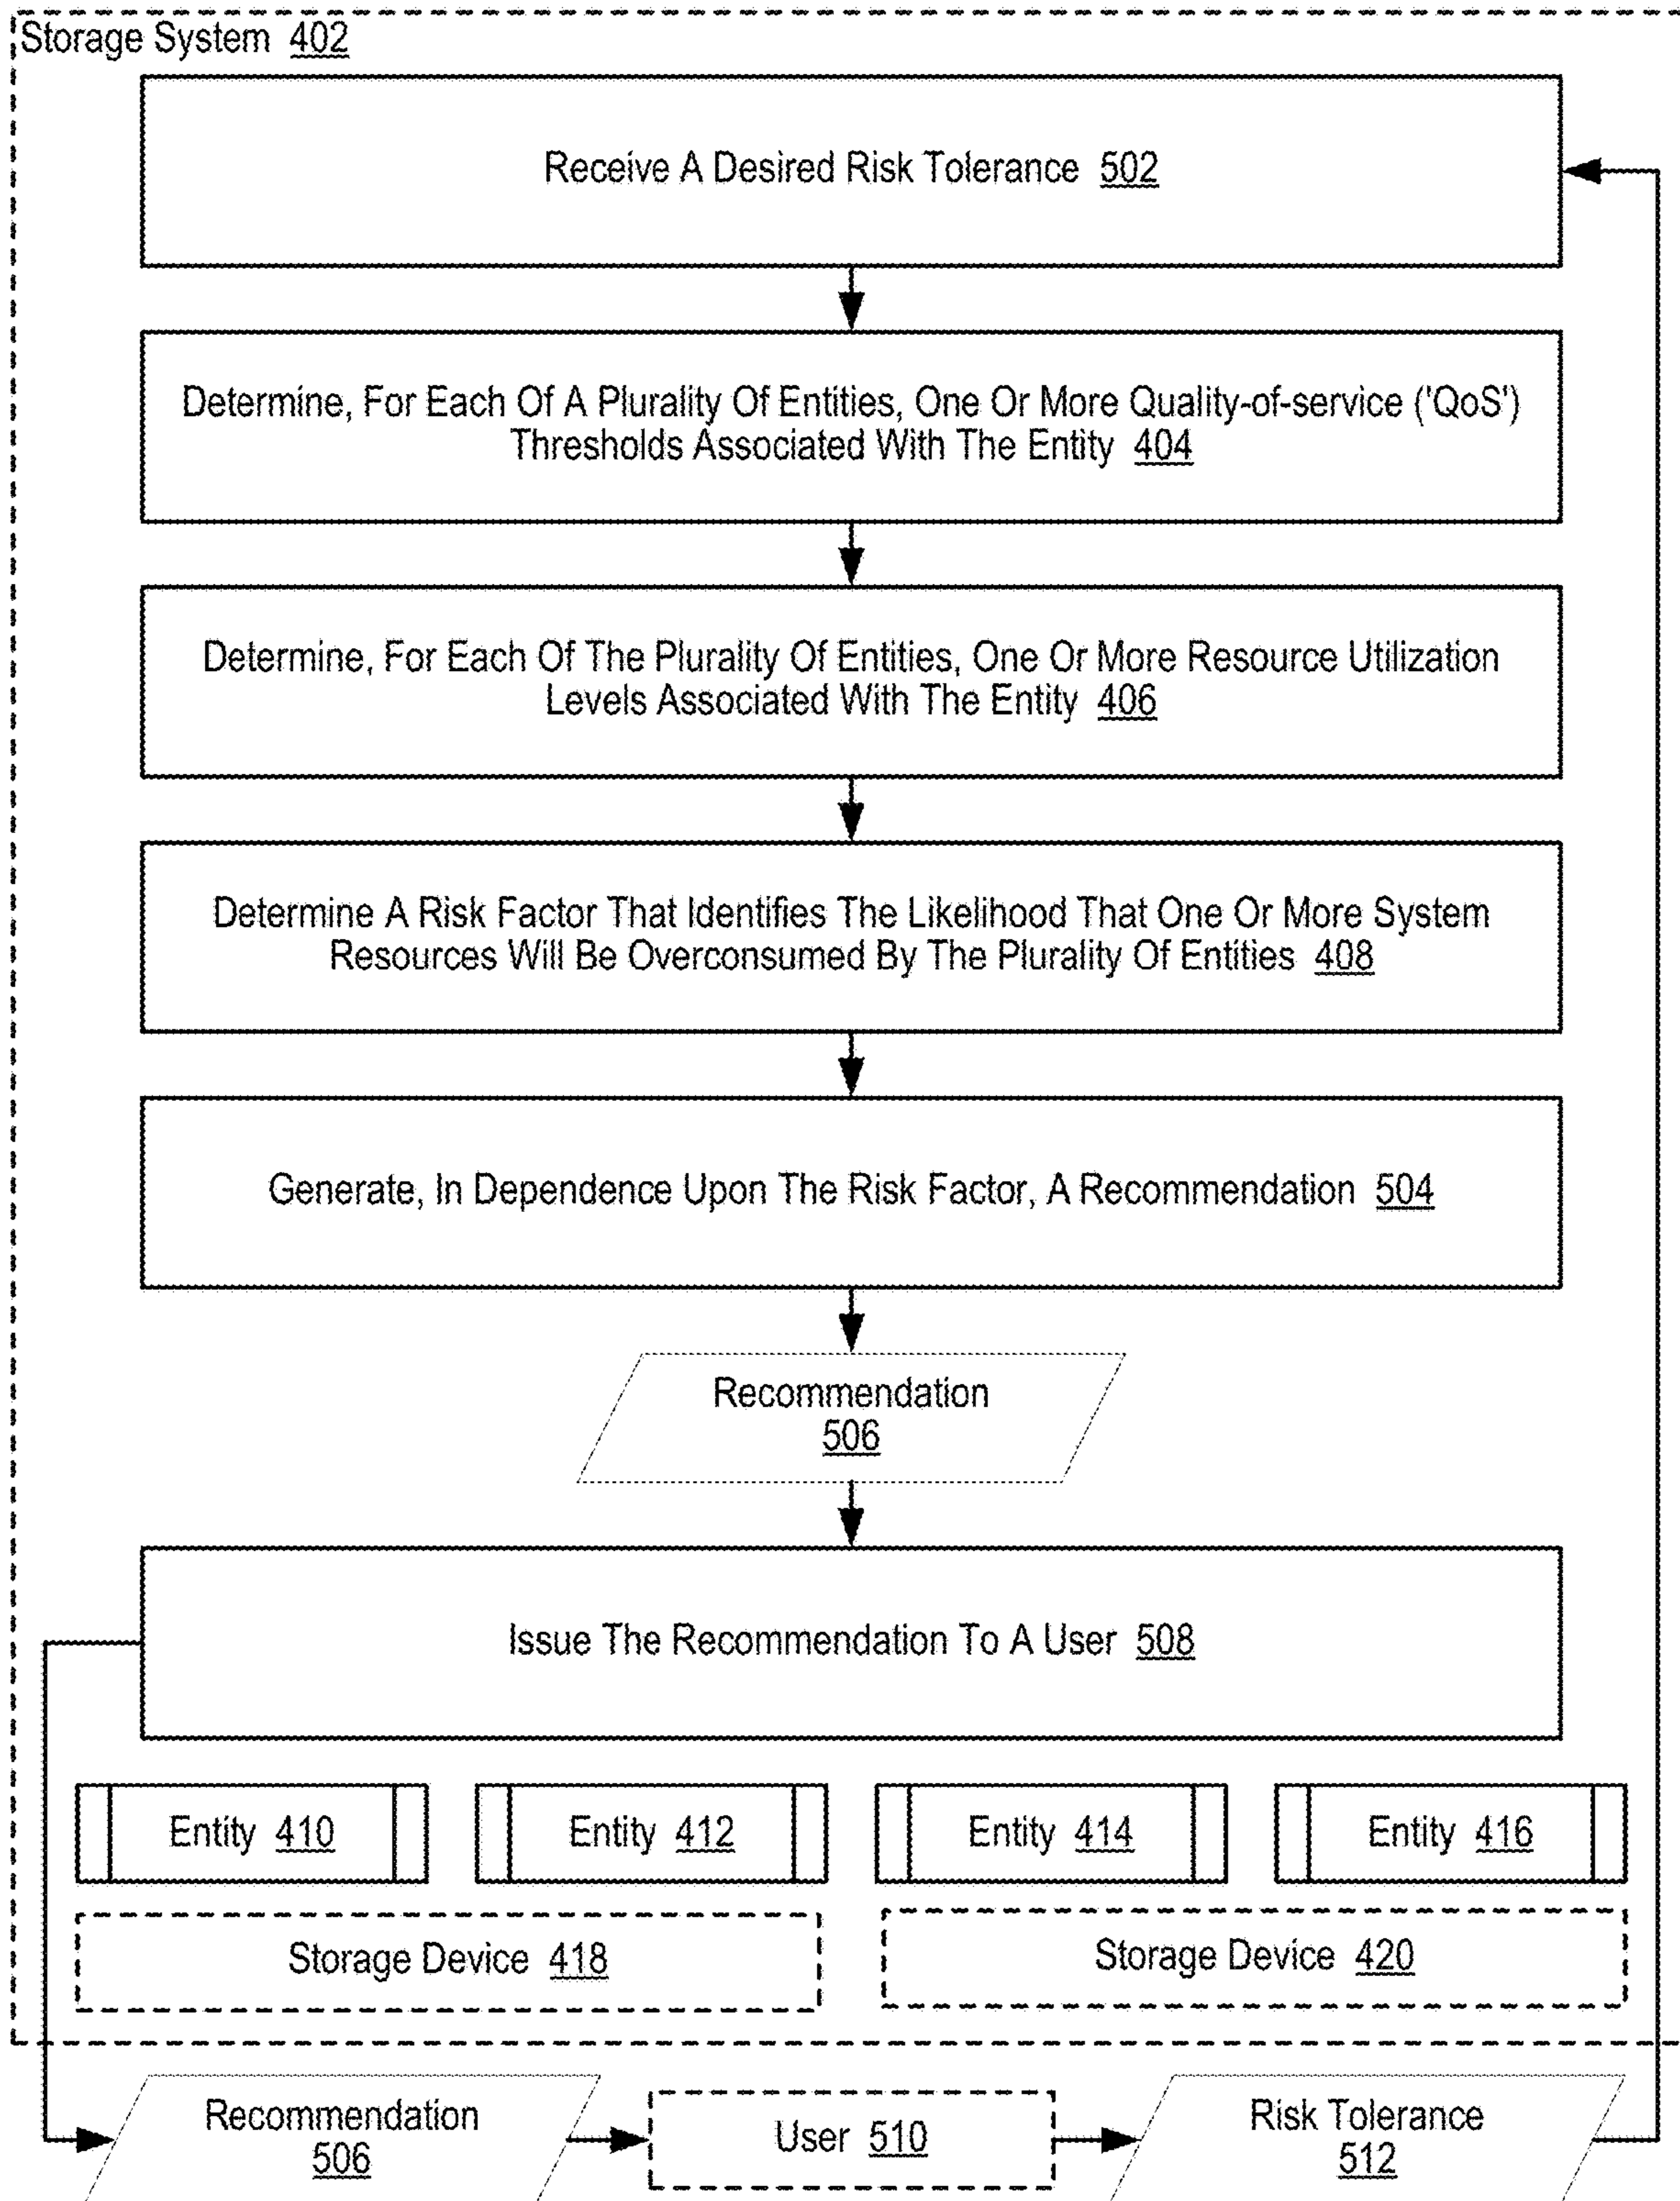 Storage System 402
Receive A Desired Risk Tolerance 502
Determine, For Each Of A Plurality Of Entities, One Or More Quality-of-service ('QoS')
Thresholds Associated With The Entity 404
Determine, For Each Of The Plurality Of Entities, One Or More Resource Utilization
Levels Associated With The Entity 406
Determine A Risk Factor That Identifies The Likelihood That One Or More System
Resources Will Be Overconsumed By The Plurality Of Entities 408
Generate, In Dependence Upon The Risk Factor, A Recommendation 504
Recommendation
506
Issue The Recommendation To A User 508
Entity 410
Entity 412
Entity 414
Entity 416
Storage Device 418
Storage Device 420
Recommendation
506
User 510
Risk Tolerance
512